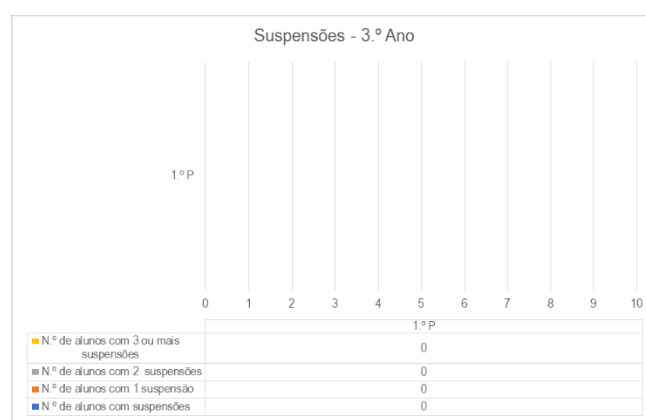 Suspensões - 3.º Ano
1.º P
0 1 2 3 4 5 6 7 8 9 10
1.º P
N.º de alunos com 3 ou mais
suspensões 0
N.º de alunos com 2 suspensões 0
N.º de alunos com 1 suspensão 0
N.º de alunos com suspensões 0